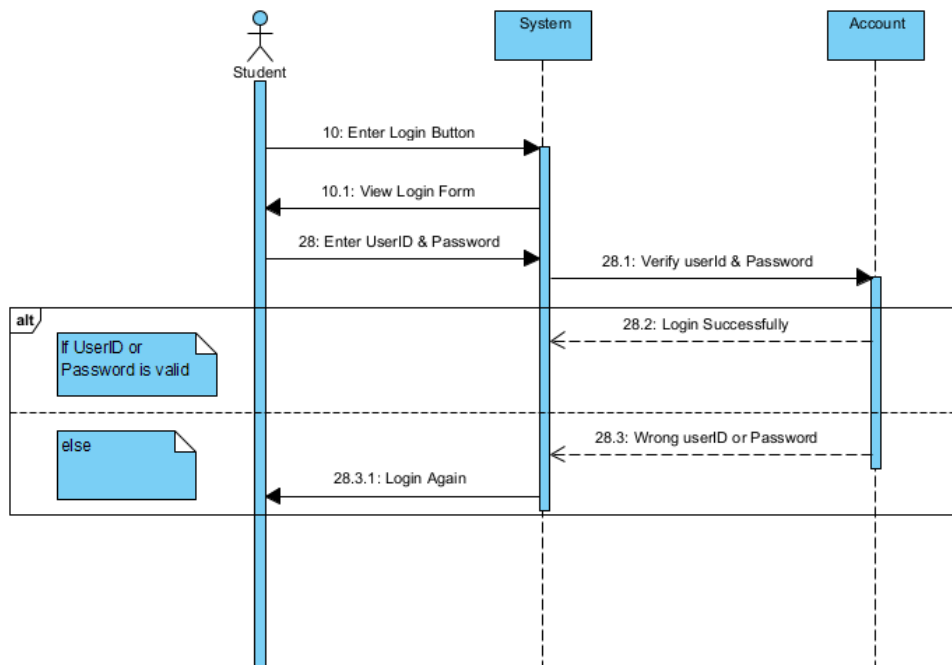 System
Account
Student
10: Enter Login Button
10.1: View Login Form
28: Enter UserID & Password
28.1: Verify userId & Password
alt
28.2: Login Successfully
If UserID or
Password is valid
else
28.3: Wrong userID or Password
28.3.1: Login Again